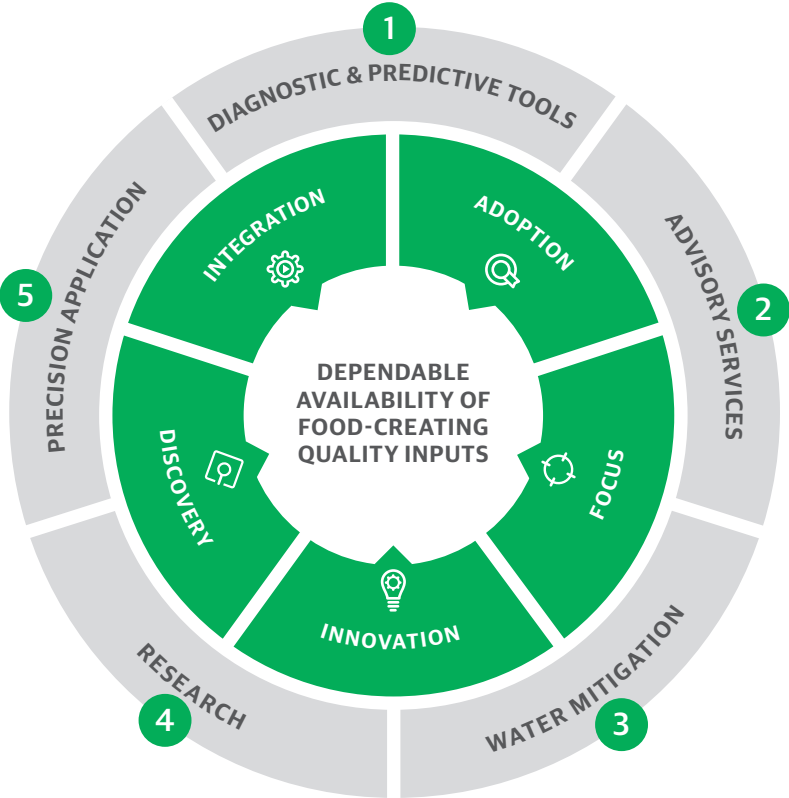 1
DIAGNOSTIC & PREDICTIVE TOOLS
2
ADVISORY SERVICES
3
WATER MITIGATION
4
RESEARCH
5
PRECISION APPLICATION
INTEGRATION
ADOPTION
FOCUS
INNOVATION
DISCOVERY
DEPENDABLE
AVAILABILITY OF
FOOD-CREATING
QUALITY INPUTS